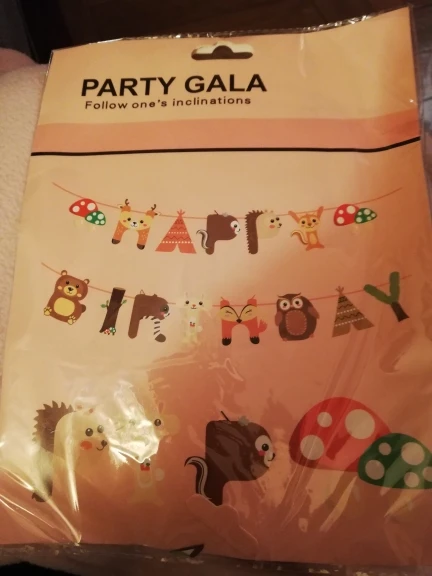 PARTY GALA
Follow one's inclinations
HAPPY
BIRTHDAY